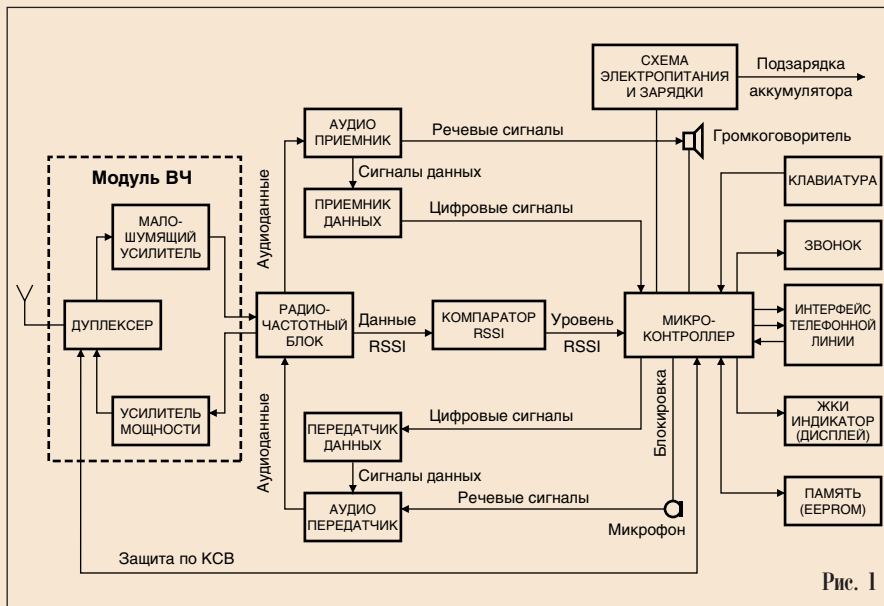 СХЕМА
ЭЛЕКТРОПИТАНИЯ
И ЗАРЯДКИ
Подзарядка
аккумулятора
АУДИО
ПРИЕМНИК
Речевые сигналы
Громкоговоритель
Сигналы данных
Модуль ВЧ
КЛАВИАТУРА
ПРИЕМНИК
ДАННЫХ
Цифровые сигналы
МАЛО-
ШУМЯЩИЙ
УСИЛИТЕЛЬ
Аудиоданные
ЗВОНОК
ДУПЛЕКСЕР
РАДИО-
ЧАСТОТНЫЙ
БЛОК
Данные
RSSI
КОМПАРАТОР
RSSI
Уровень
RSSI
МИКРО-
КОНТРОЛЛЕР
ИНТЕРФЕЙС
ТЕЛЕФОННОЙ
ЛИНИИ
УСИЛИТЕЛЬ
МОЩНОСТИ
Аудиоданные
ПЕРЕДАТЧИК
ДАННЫХ
Цифровые сигналы
Блокировка
ЖКИ
ИНДИКАТОР
(ДИСПЛЕЙ)
Сигналы данных
АУДИО
ПЕРЕДАТЧИК
Речевые сигналы
Микрофон
ПАМЯТЬ
(EEPROM)
Защита по КСВ
Рис. 1